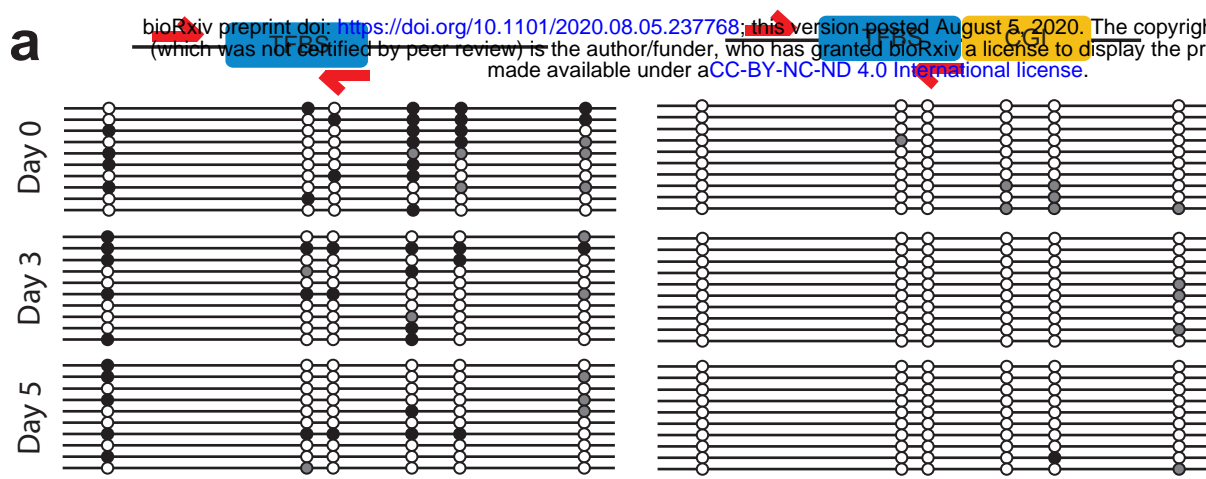 a
bioRxiv preprint doi: https://doi.org/10.1101/2020.08.05.237768; this version posted August 5, 2020. The copyrigh
(which was not certified by peer review) is the author/funder, who has granted bioRxiv a license to display the pr
made available under aCC-BY-NC-ND 4.0 International license.
TFBS
TFBS CGI
Day 0
Day 3
Day 5